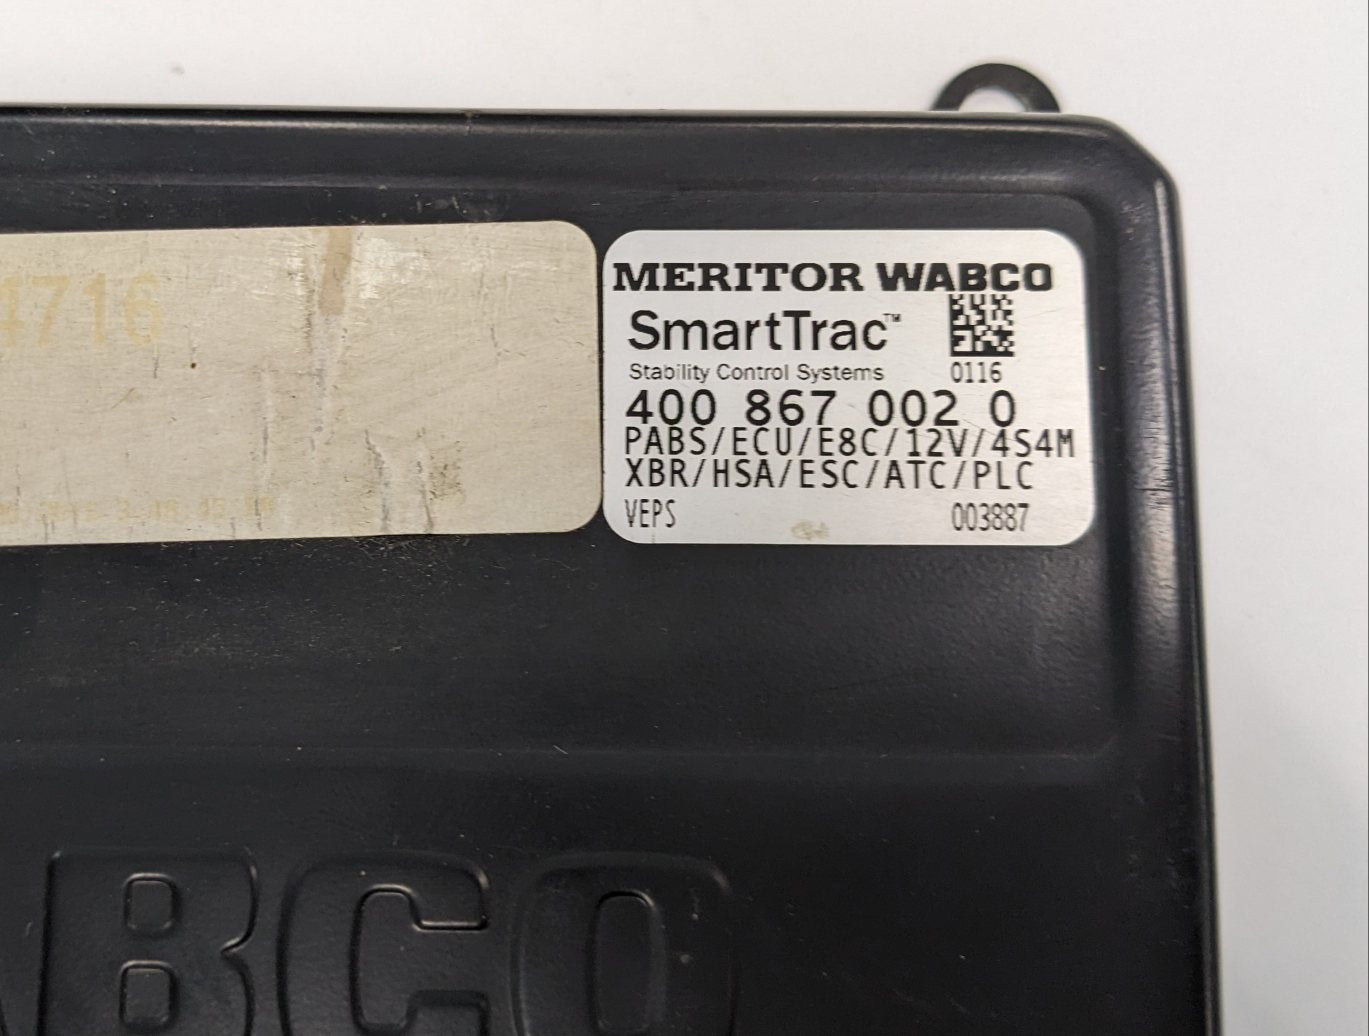 4716
MERITOR WABCO
SmartTrac™
Stability Control Systems
0116
400 867 002 0
PABS/ECU/E8C/12V/4S4M
XBR/HSA/ESC/ATC/PLC
VEPS 003887
ABCO